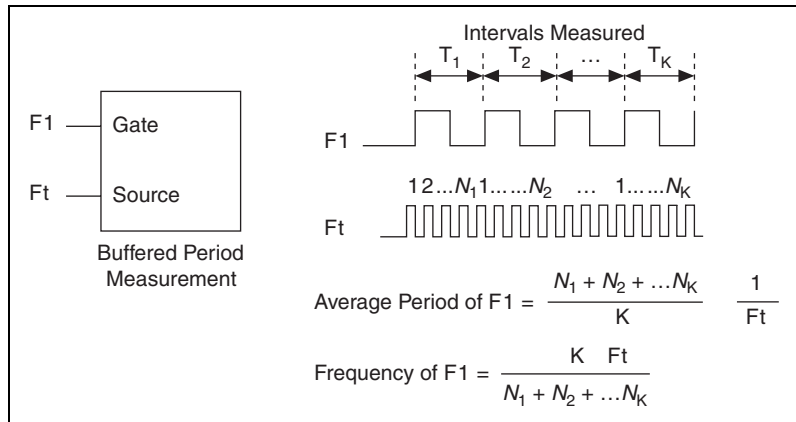 Intervals Measured
T1 T2 … TK
F1 Gate
Ft Source
Buffered Period
Measurement
F1
1 2 ...N1 1... ...N2 … 1... ...NK
Ft
Average Period of F1 = N1 + N2 + …NK / K 1 / Ft
Frequency of F1 = K Ft / N1 + N2 + …NK